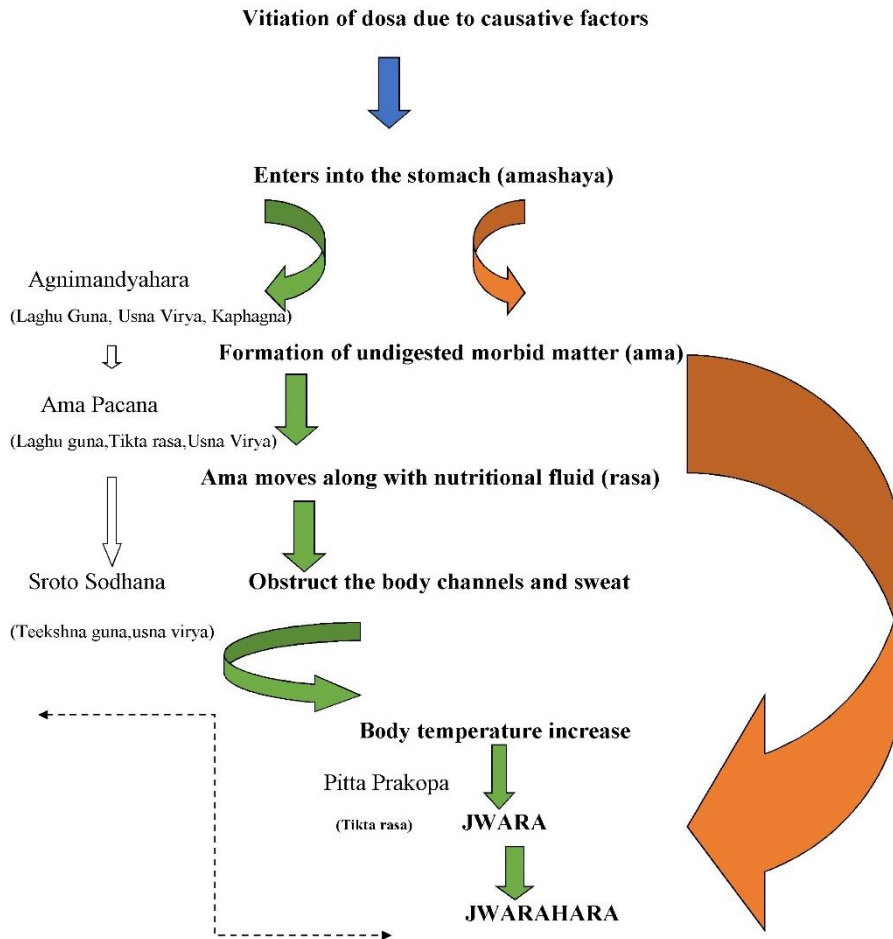 Vitiation of dosa due to causative factors
Enters into the stomach (amashaya)
Agnimandyahara
(Laghu Guna, Usna Virya, Kaphagna)
Formation of undigested morbid matter (ama)
Ama Pacana
(Laghu guna,Tikta rasa,Usna Virya)
Ama moves along with nutritional fluid (rasa)
Sroto Sodhana
Obstruct the body channels and sweat
(Teekshna guna,usna virya)
Body temperature increase
Pitta Prakopa
(Tikta rasa)
JWARA
JWARAHARA